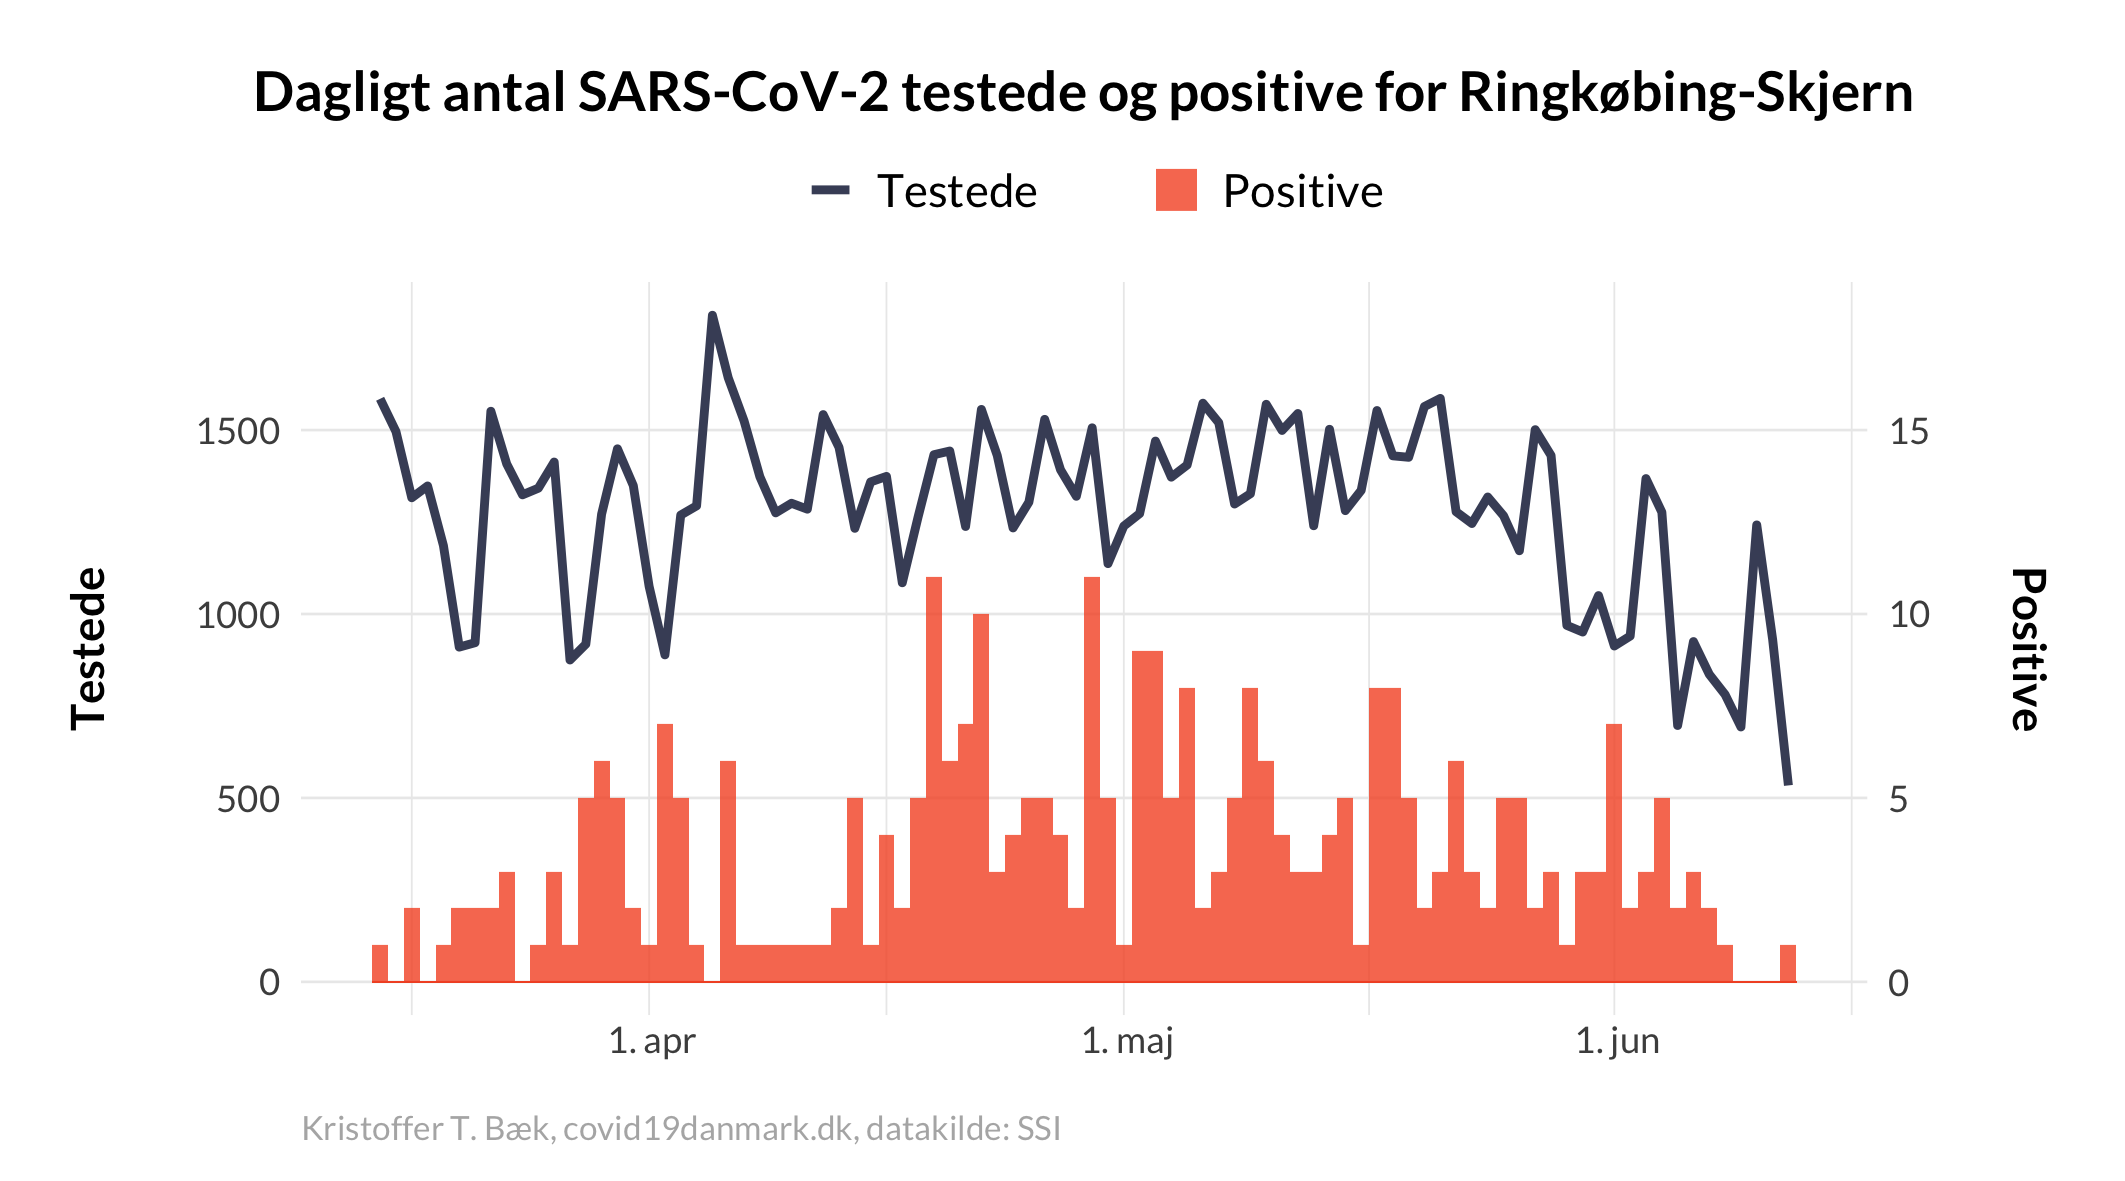 Dagligt antal SARS-CoV-2 testede og positive for Ringkøbing-Skjern
Testede Positive
1500 15
1000 10
500 5
0 0
Testede
Positive
1. apr 1. maj 1. jun
Kristoffer T. Bæk, covid19danmark.dk, datakilde: SSI